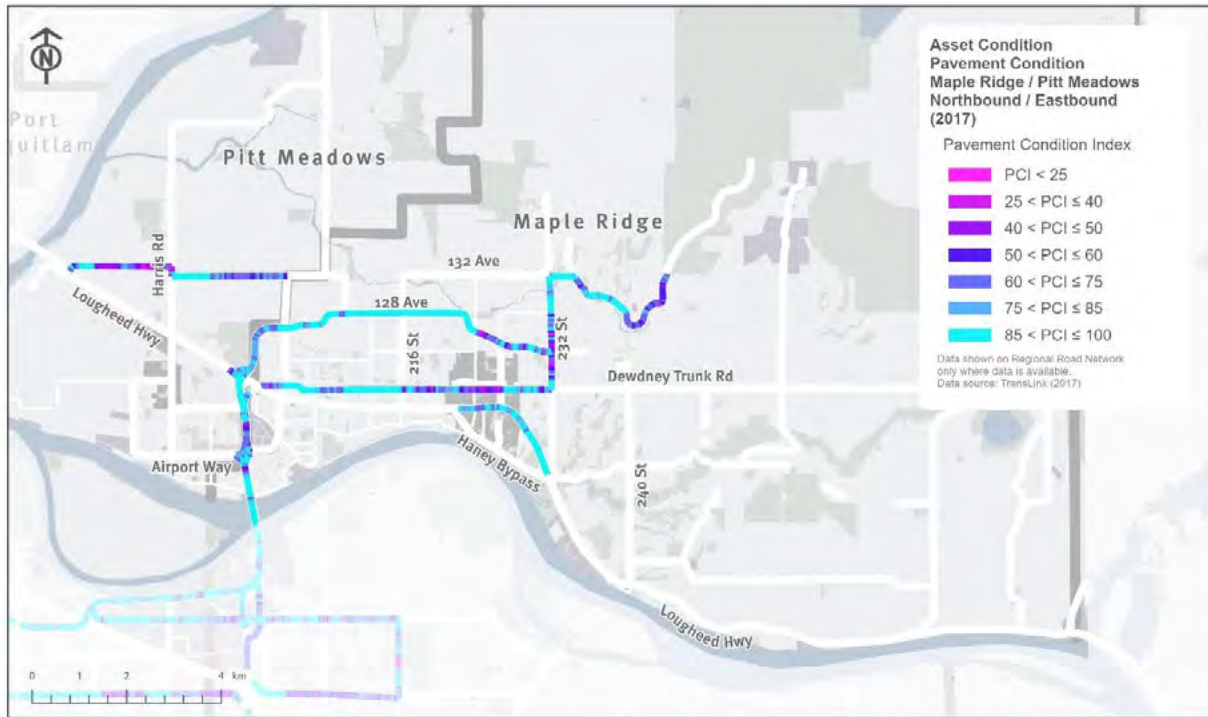 N
Port
quitlam
Pitt Meadows
Maple Ridge
Harris Rd
132 Ave
128 Ave
Lougheed Hwy
216 St
232 St
Dewdney Trunk Rd
Airport Way
Haney Bypass
240 St
Lougheed Hwy
0 1 2 4 km
Asset Condition
Pavement Condition
Maple Ridge / Pitt Meadows
Northbound / Eastbound
(2017)
Pavement Condition Index
PCI < 25
25 < PCI ≤ 40
40 < PCI ≤ 50
50 < PCI ≤ 60
60 < PCI ≤ 75
75 < PCI ≤ 85
85 < PCI ≤ 100
Data shown on Regional Road Network
only where data is available.
Data source: TransLink (2017)